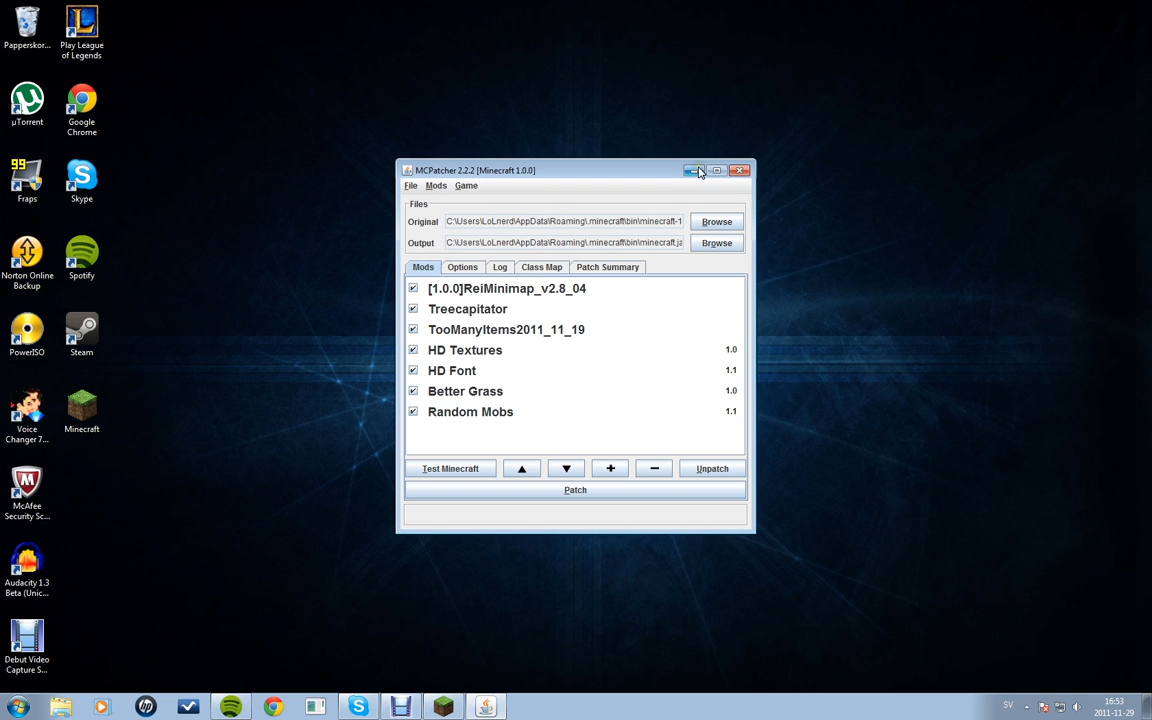 Papperskor...
Play League
of Legends
µTorrent
Google
Chrome
99
Fraps
Skype
Norton Online
Backup
Spotify
PowerISO
Steam
Voice
Changer 7...
Minecraft
McAfee
Security Sc...
Audacity 1.3
Beta (Unic...
Debut Video
Capture S...
MCPatcher 2.2.2 [Minecraft 1.0.0]
File Mods Game
Files
Original C:\Users\LoLnerd\AppData\Roaming\.minecraft\bin\minecraft-1 Browse
Output C:\Users\LoLnerd\AppData\Roaming\.minecraft\bin\minecraft.ja Browse
Mods Options Log Class Map Patch Summary
[1.0.0]ReiMinimap_v2.8_04
Treecapitator
TooManyItems2011_11_19
HD Textures 1.0
HD Font 1.1
Better Grass 1.0
Random Mobs 1.1
Test Minecraft + − Unpatch
Patch
hp
SV
16:53
2011-11-29